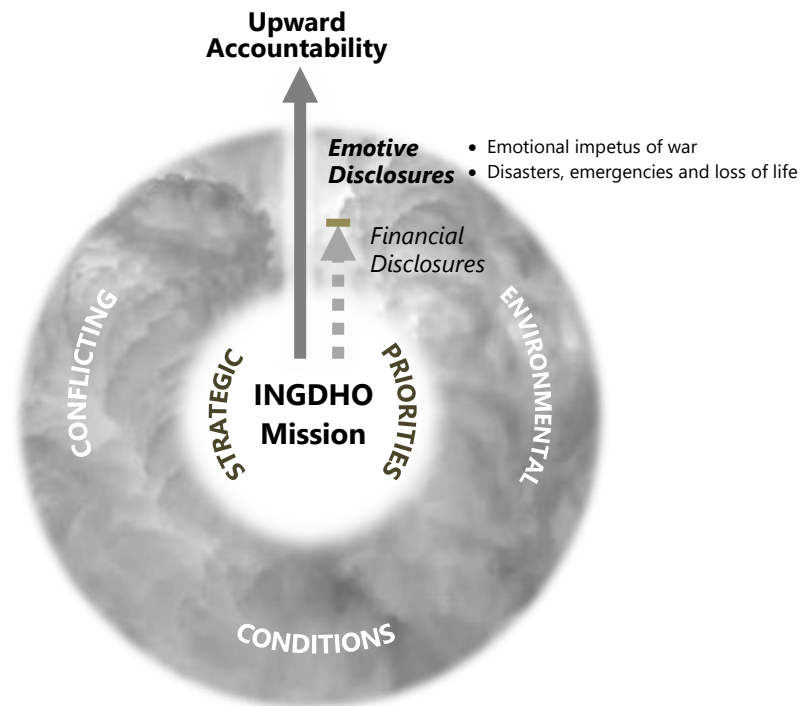 Upward
Accountability
Emotive
Disclosures
• Emotional impetus of war
• Disasters, emergencies and loss of life
Financial
Disclosures
CONFLICTING
ENVIRONMENTAL
STRATEGIC
PRIORITIES
INGDHO
Mission
CONDITIONS